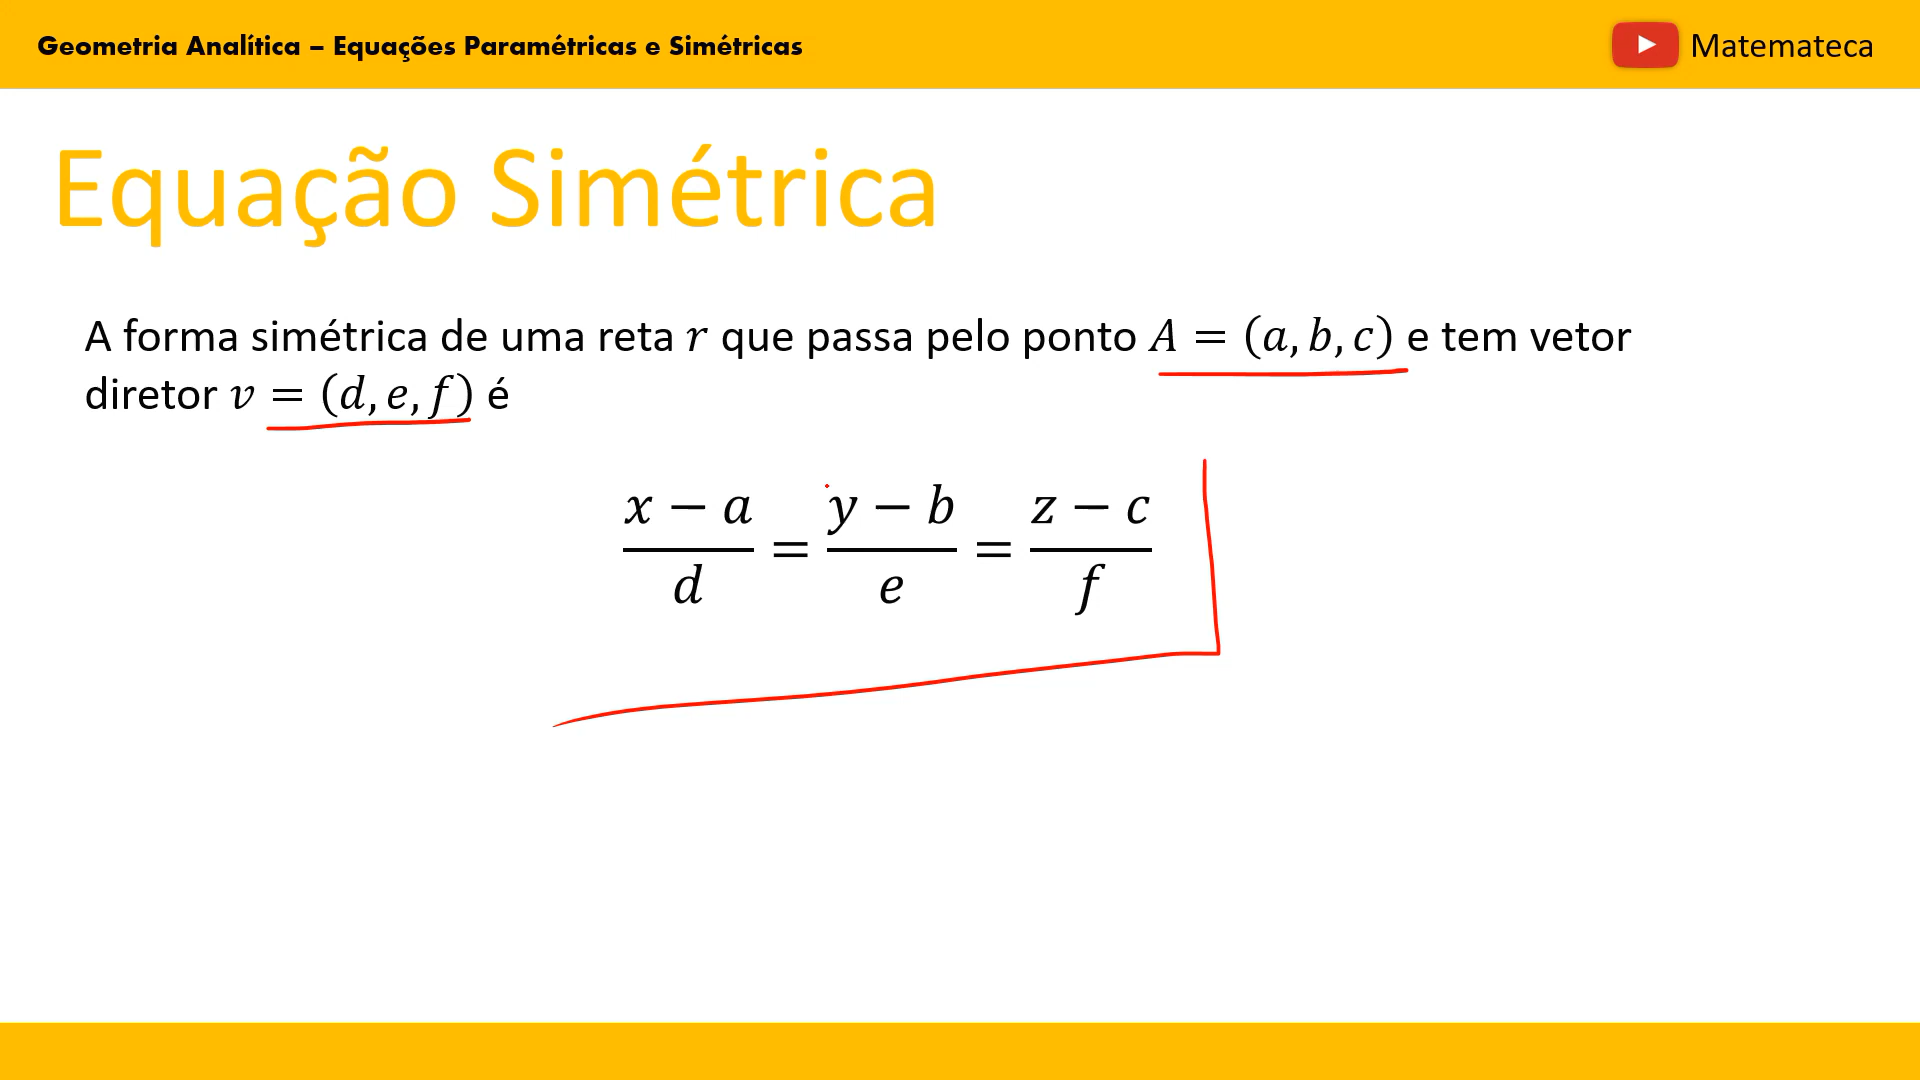 Geometria Analítica – Equações Paramétricas e Simétricas
Matemateca
Equação Simétrica
A forma simétrica de uma reta r que passa pelo ponto A = (a, b, c) e tem vetor
diretor v = (d, e, f) é
(x − a)/d = (y − b)/e = (z − c)/f